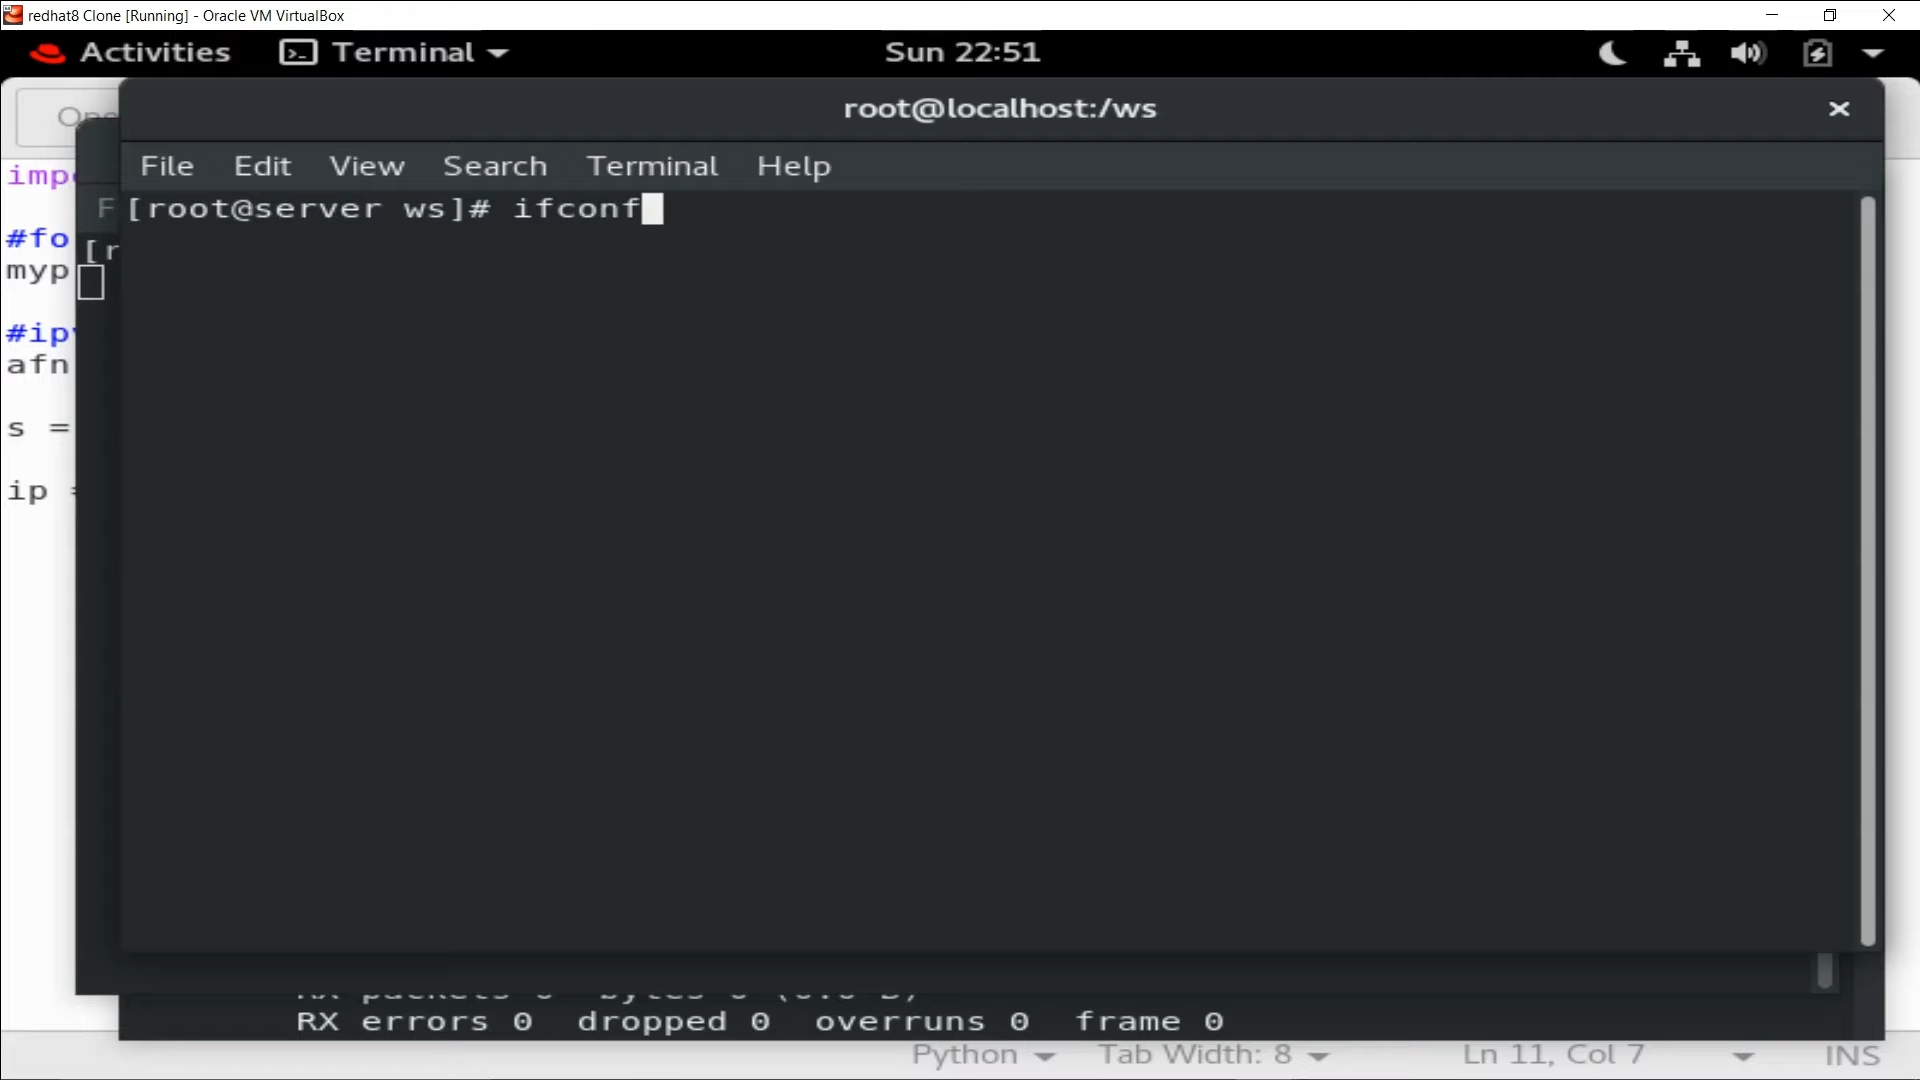 redhat8 Clone [Running] - Oracle VM VirtualBox
Activities Terminal Sun 22:51
root@localhost:/ws
File Edit View Search Terminal Help
[root@server ws]# ifconf
#fo
myp
afn
s =
ip
RX errors 0 dropped 0 overruns 0 frame 0
Python Tab Width: 8 Ln 11, Col 7 INS